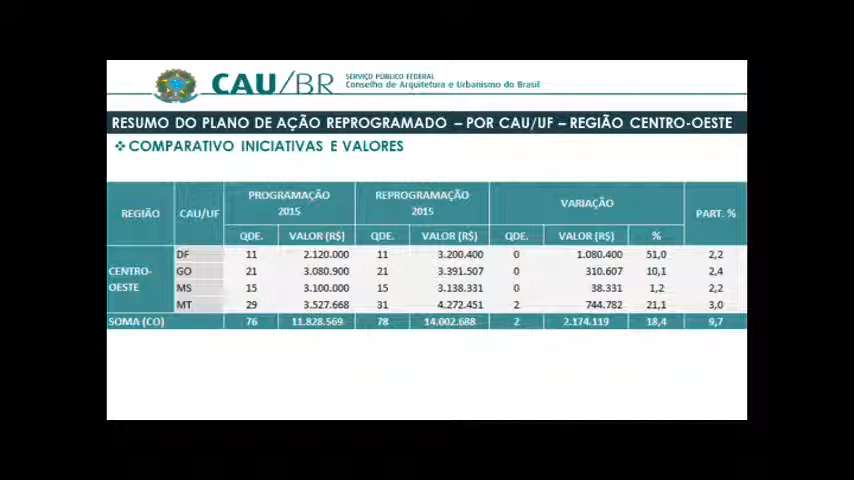 CAU/BR
SERVIÇO PÚBLICO FEDERAL
Conselho de Arquitetura e Urbanismo do Brasil
RESUMO DO PLANO DE AÇÃO REPROGRAMADO – POR CAU/UF – REGIÃO CENTRO-OESTE
❖ COMPARATIVO INICIATIVAS E VALORES
REGIÃO CAU/UF PROGRAMAÇÃO 2015 REPROGRAMAÇÃO 2015 VARIAÇÃO PART. %
QDE. VALOR (R$) QDE. VALOR (R$) QDE. VALOR (R$) %
CENTRO-OESTE
DF 11 2.120.000 11 3.200.400 0 1.080.400 51,0 2,2
GO 21 3.080.900 21 3.391.507 0 310.607 10,1 2,4
MS 15 3.100.000 15 3.138.331 0 38.331 1,2 2,2
MT 29 3.527.668 31 4.272.451 2 744.782 21,1 3,0
SOMA (CO) 76 11.828.569 78 14.002.688 2 2.174.119 18,4 9,7